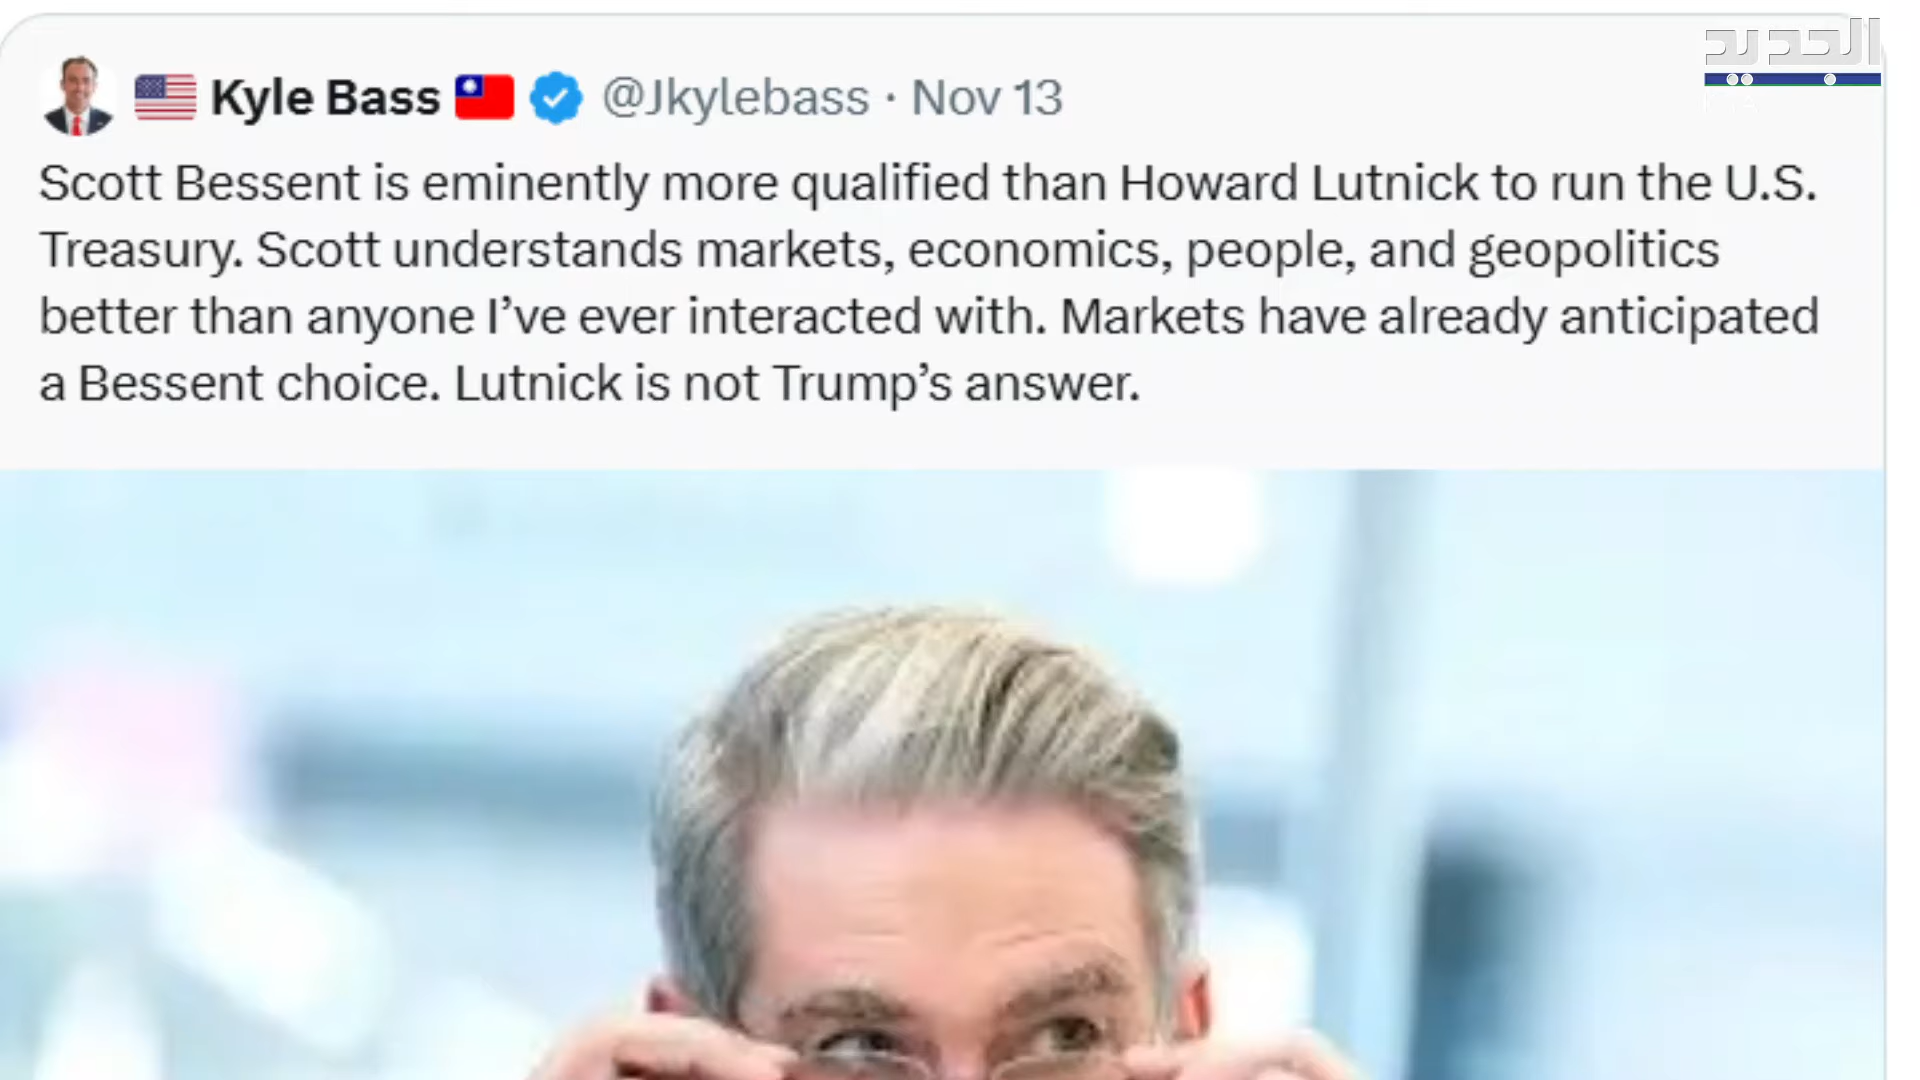 الجديد
Kyle Bass @Jkylebass · Nov 13
Scott Bessent is eminently more qualified than Howard Lutnick to run the U.S.
Treasury. Scott understands markets, economics, people, and geopolitics
better than anyone I’ve ever interacted with. Markets have already anticipated
a Bessent choice. Lutnick is not Trump’s answer.